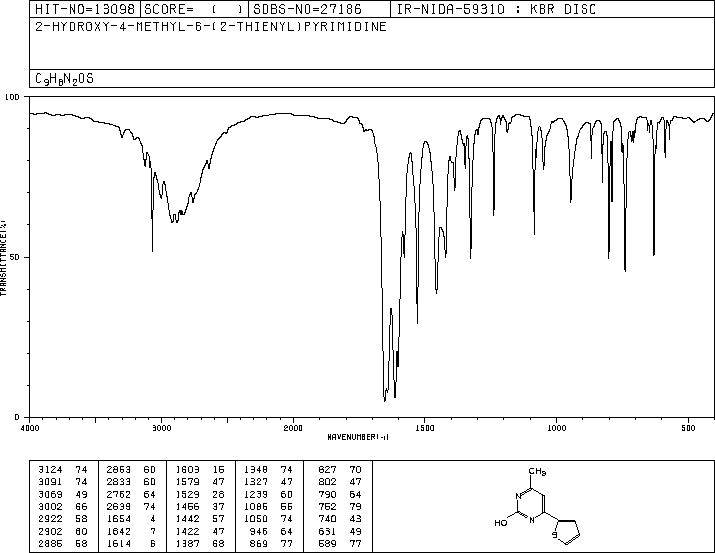 HIT-NO=13098 SCORE= ( ) SDBS-NO=27186 IR-NIDA-59310 : KBR DISC
2-HYDROXY-4-METHYL-6-(2-THIENYL)PYRIMIDINE
C9H8N2OS
100
50
0
TRANSMITTANCE(%)
4000 3000 2000 1500 1000 500
WAVENUMBER(-1)
3124 74 2853 60 1603 16 1348 74 827 70
3091 74 2833 60 1579 47 1327 47 802 47
3069 49 2762 64 1529 28 1239 60 790 64
3002 66 2639 74 1456 37 1086 55 752 79
2922 58 1654 4 1442 57 1050 74 740 43
2902 60 1642 7 1422 47 945 64 631 49
2885 58 1614 6 1387 68 869 77 589 77
CH3
N
HO N S